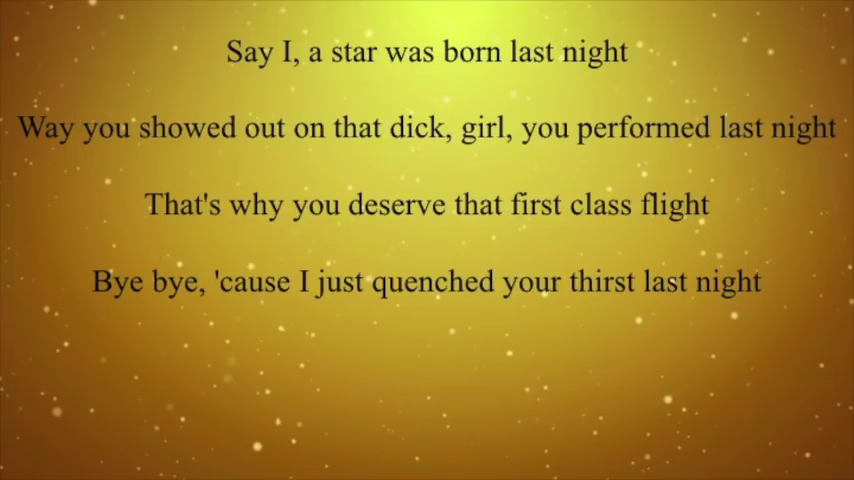 Say I, a star was born last night
Way you showed out on that dick, girl, you performed last night
That's why you deserve that first class flight
Bye bye, 'cause I just quenched your thirst last night